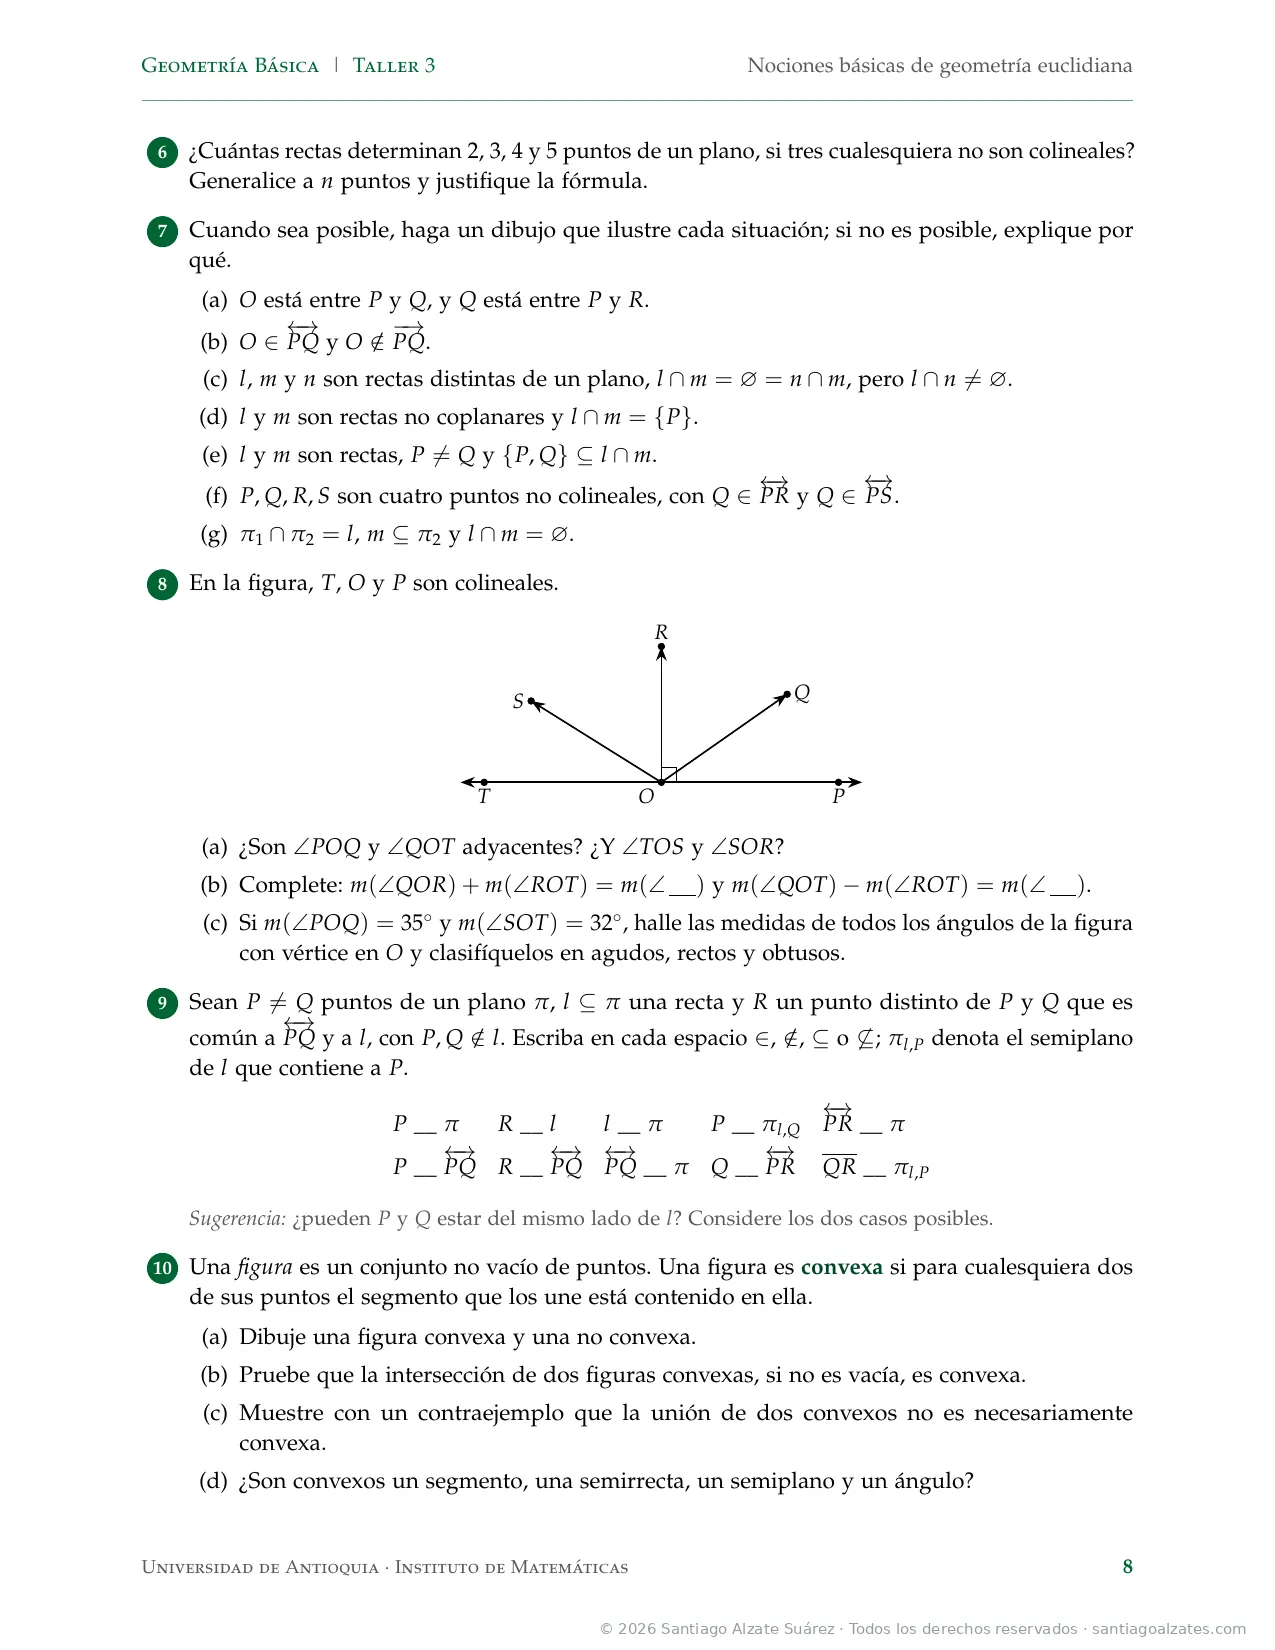 Geometría Básica | Taller 3
Nociones básicas de geometría euclidiana
6 ¿Cuántas rectas determinan 2, 3, 4 y 5 puntos de un plano, si tres cualesquiera no son colineales?
Generalice a n puntos y justifique la fórmula.
7 Cuando sea posible, haga un dibujo que ilustre cada situación; si no es posible, explique por
qué.
(a) O está entre P y Q, y Q está entre P y R.
(b) O ∈ \overleftrightarrow{PQ} y O ∉ \overrightarrow{PQ}.
(c) l, m y n son rectas distintas de un plano, l ∩ m = ∅ = n ∩ m, pero l ∩ n ≠ ∅.
(d) l y m son rectas no coplanares y l ∩ m = {P}.
(e) l y m son rectas, P ≠ Q y {P, Q} ⊆ l ∩ m.
(f) P, Q, R, S son cuatro puntos no colineales, con Q ∈ \overleftrightarrow{PR} y Q ∈ \overleftrightarrow{PS}.
(g) π₁ ∩ π₂ = l, m ⊆ π₂ y l ∩ m = ∅.
8 En la figura, T, O y P son colineales.
R
S
Q
T
O
P
(a) ¿Son ∠POQ y ∠QOT adyacentes? ¿Y ∠TOS y ∠SOR?
(b) Complete: m(∠QOR) + m(∠ROT) = m(∠ __) y m(∠QOT) − m(∠ROT) = m(∠ __).
(c) Si m(∠POQ) = 35° y m(∠SOT) = 32°, halle las medidas de todos los ángulos de la figura
con vértice en O y clasifíquelos en agudos, rectos y obtusos.
9 Sean P ≠ Q puntos de un plano π, l ⊆ π una recta y R un punto distinto de P y Q que es
común a \overleftrightarrow{PQ} y a l, con P, Q ∉ l. Escriba en cada espacio ∈, ∉, ⊆ o ⊈; π_{l,P} denota el semiplano
de l que contiene a P.
P __ π R __ l l __ π P __ π_{l,Q} \overleftrightarrow{PR} __ π
P __ \overleftrightarrow{PQ} R __ \overleftrightarrow{PQ} \overleftrightarrow{PQ} __ π Q __ \overleftrightarrow{PR} \overline{QR} __ π_{l,P}
Sugerencia: ¿pueden P y Q estar del mismo lado de l? Considere los dos casos posibles.
10 Una figura es un conjunto no vacío de puntos. Una figura es convexa si para cualesquiera dos
de sus puntos el segmento que los une está contenido en ella.
(a) Dibuje una figura convexa y una no convexa.
(b) Pruebe que la intersección de dos figuras convexas, si no es vacía, es convexa.
(c) Muestre con un contraejemplo que la unión de dos convexos no es necesariamente
convexa.
(d) ¿Son convexos un segmento, una semirrecta, un semiplano y un ángulo?
Universidad de Antioquia · Instituto de Matemáticas
8
© 2026 Santiago Alzate Suárez · Todos los derechos reservados · santiagoalzates.com